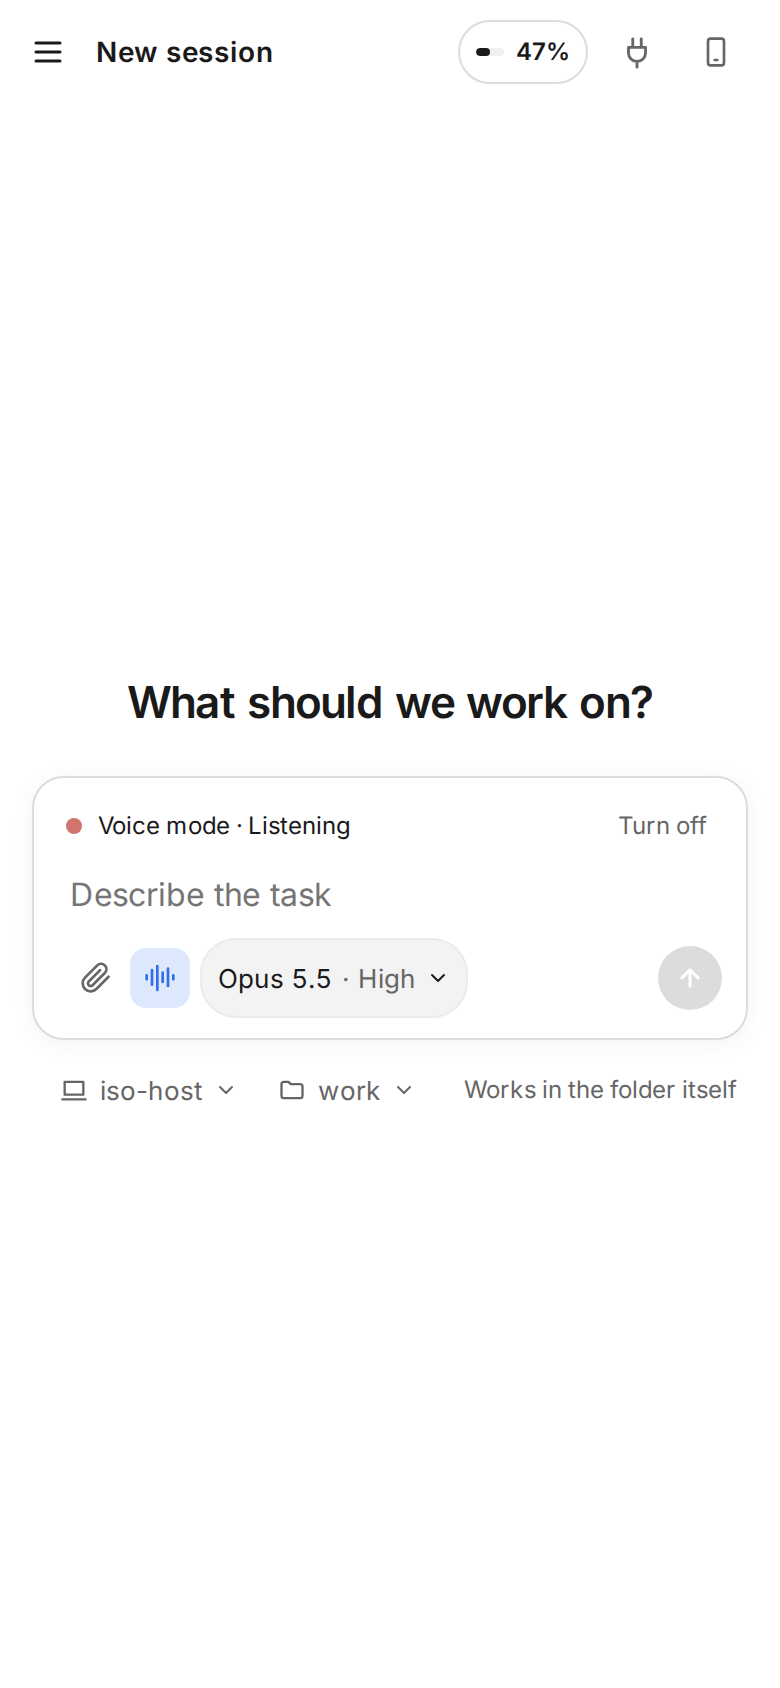 New session
47%
What should we work on?
Voice mode · Listening
Turn off
Describe the task
Opus 5.5 · High
iso-host
work
Works in the folder itself